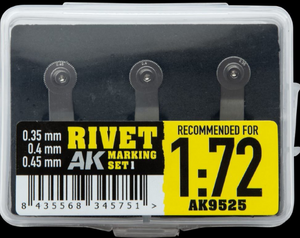 0.35 mm
0.4 mm
0.45 mm
RIVET
AK MARKING
SET 1
RECOMMENDED FOR
1:72
AK9525
8 435568 345751 >